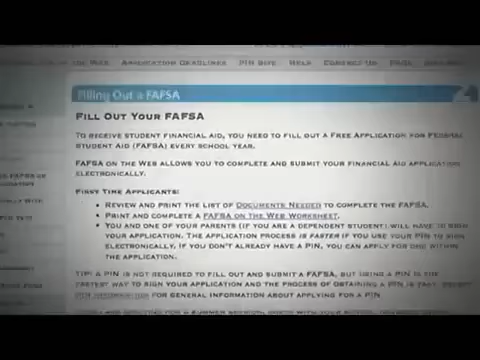 Application Deadlines PIN Site Help Contact Us FAQs
Filling Out a FAFSA
Fill Out Your FAFSA
To receive student financial aid, you need to fill out a Free Application for Federal
Student Aid (FAFSA) every school year.
FAFSA on the Web allows you to complete and submit your financial aid application
electronically.
First Time Applicants:
• Review and print the list of Documents Needed to complete the FAFSA.
• Print and complete a FAFSA on the Web Worksheet.
• You and one of your parents (if you are a dependent student) will have to sign
your application. The application process is faster if you use your PIN to sign
electronically. If you don't already have a PIN, you can apply for one within
the application.
Tip! A PIN is not required to fill out and submit a FAFSA, but using a PIN is the
fastest way to sign your application and the process of obtaining a PIN is fast. Select
PIN information for general information about applying for a PIN.